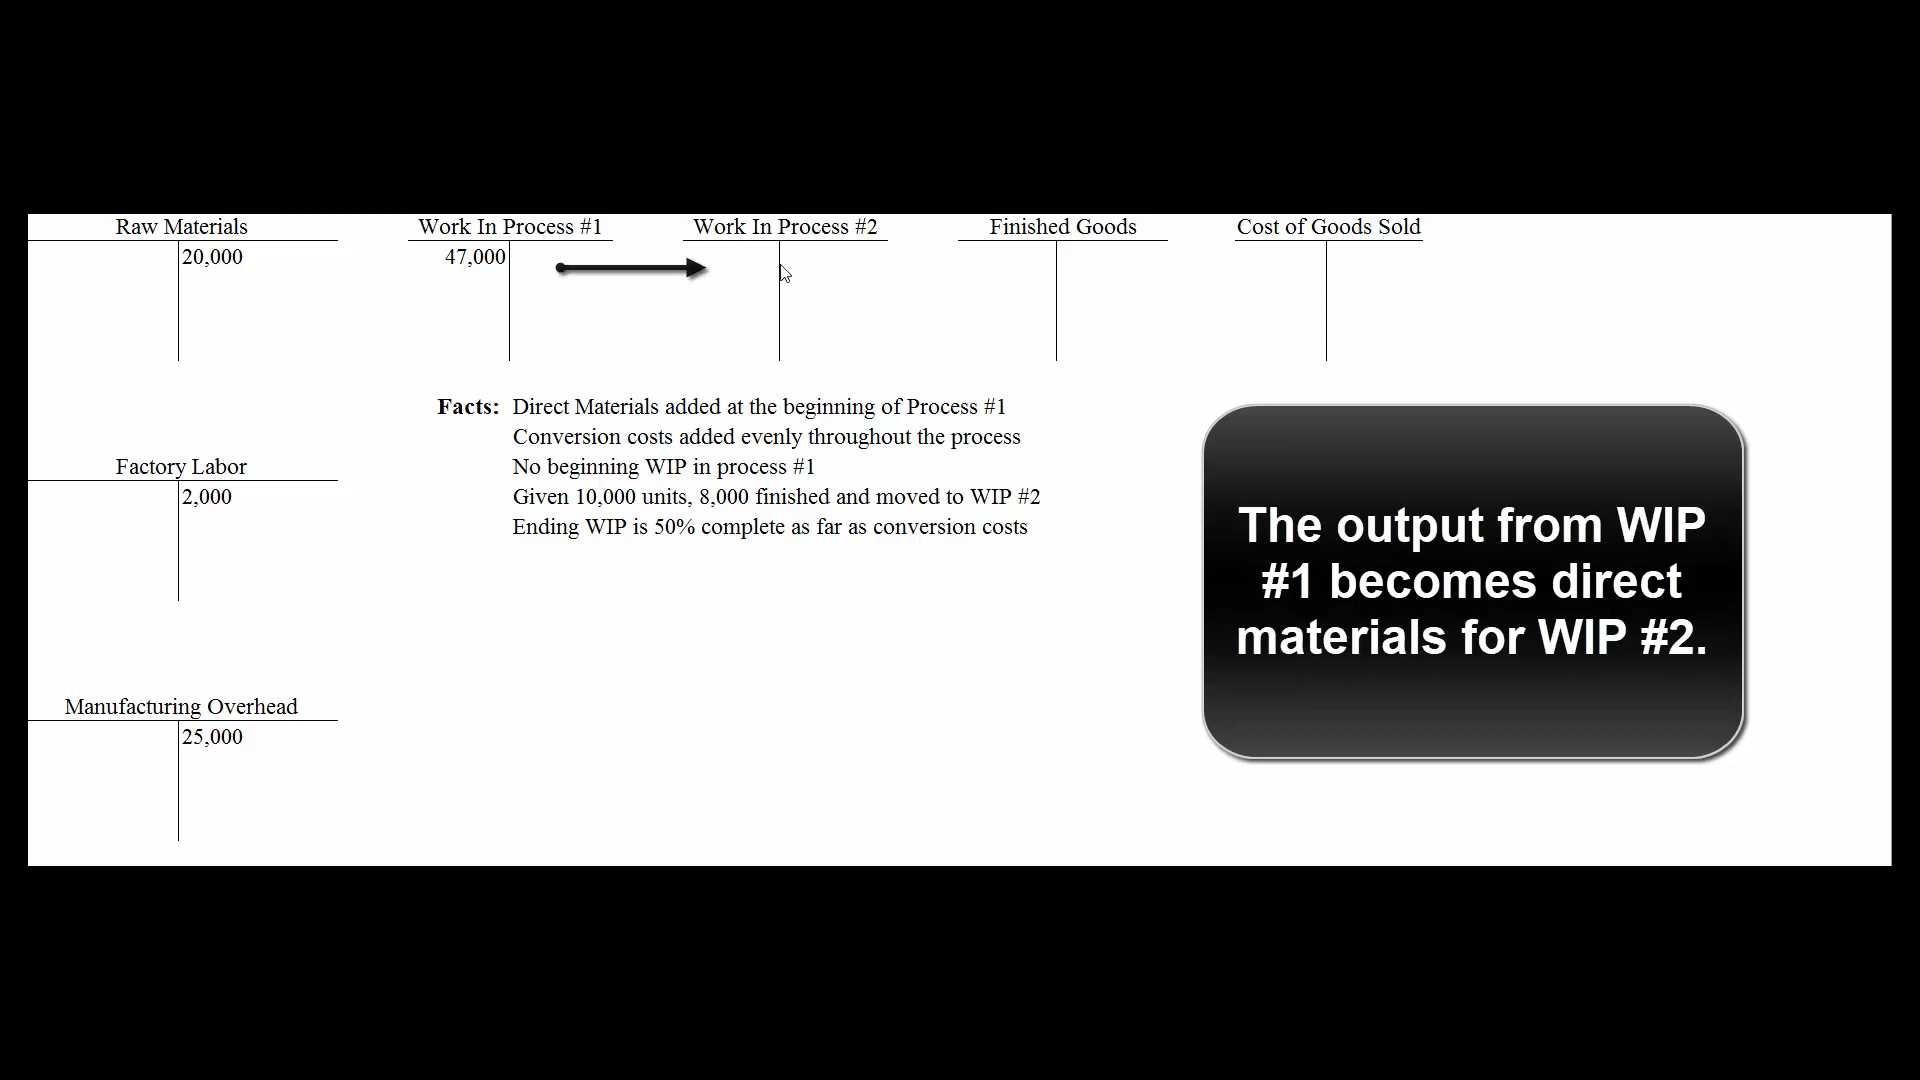 Raw Materials
Work In Process #1
Work In Process #2
Finished Goods
Cost of Goods Sold
20,000
47,000
Facts: Direct Materials added at the beginning of Process #1
Conversion costs added evenly throughout the process
No beginning WIP in process #1
Given 10,000 units, 8,000 finished and moved to WIP #2
Ending WIP is 50% complete as far as conversion costs
Factory Labor
2,000
Manufacturing Overhead
25,000
The output from WIP
#1 becomes direct
materials for WIP #2.